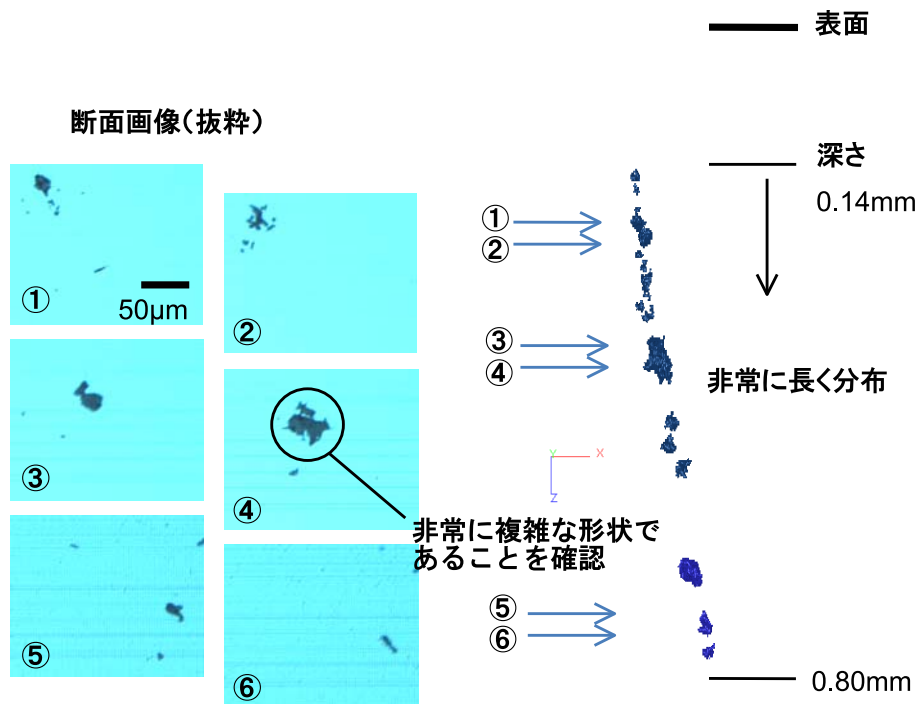 表面
断面画像(抜粋)
深さ
0.14mm
①
50µm
②
①
②
③
④
③
④
非常に長く分布
Y
X
Z
非常に複雑な形状で
あることを確認
⑤
⑥
⑤
⑥
0.80mm